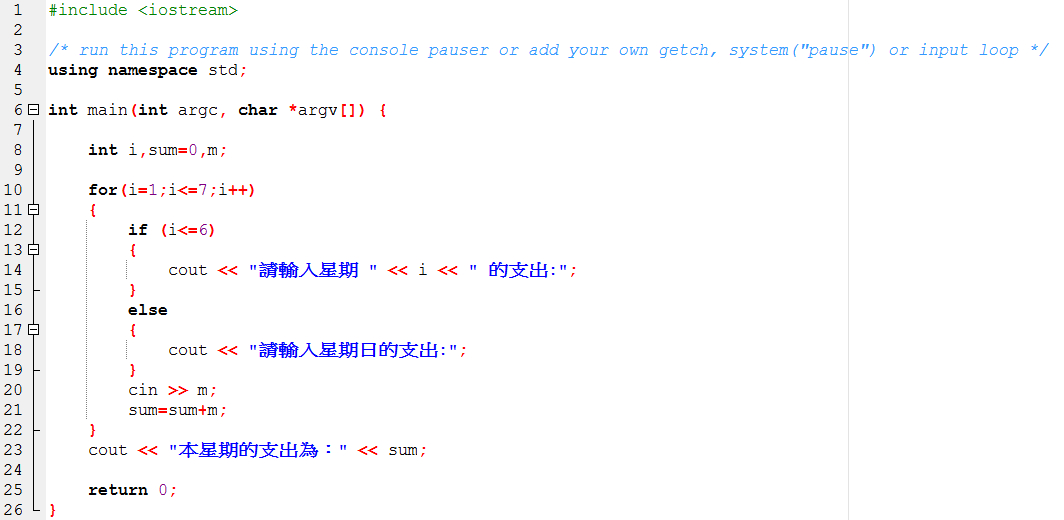 1 #include <iostream>
2
3 /* run this program using the console pauser or add your own getch, system("pause") or input loop */
4 using namespace std;
5
6 int main(int argc, char *argv[]) {
7
8 int i,sum=0,m;
9
10 for(i=1;i<=7;i++)
11 {
12 if (i<=6)
13 {
14 cout << "請輸入星期 " << i << " 的支出:";
15 }
16 else
17 {
18 cout << "請輸入星期日的支出:";
19 }
20 cin >> m;
21 sum=sum+m;
22 }
23 cout << "本星期的支出為：" << sum;
24
25 return 0;
26 }